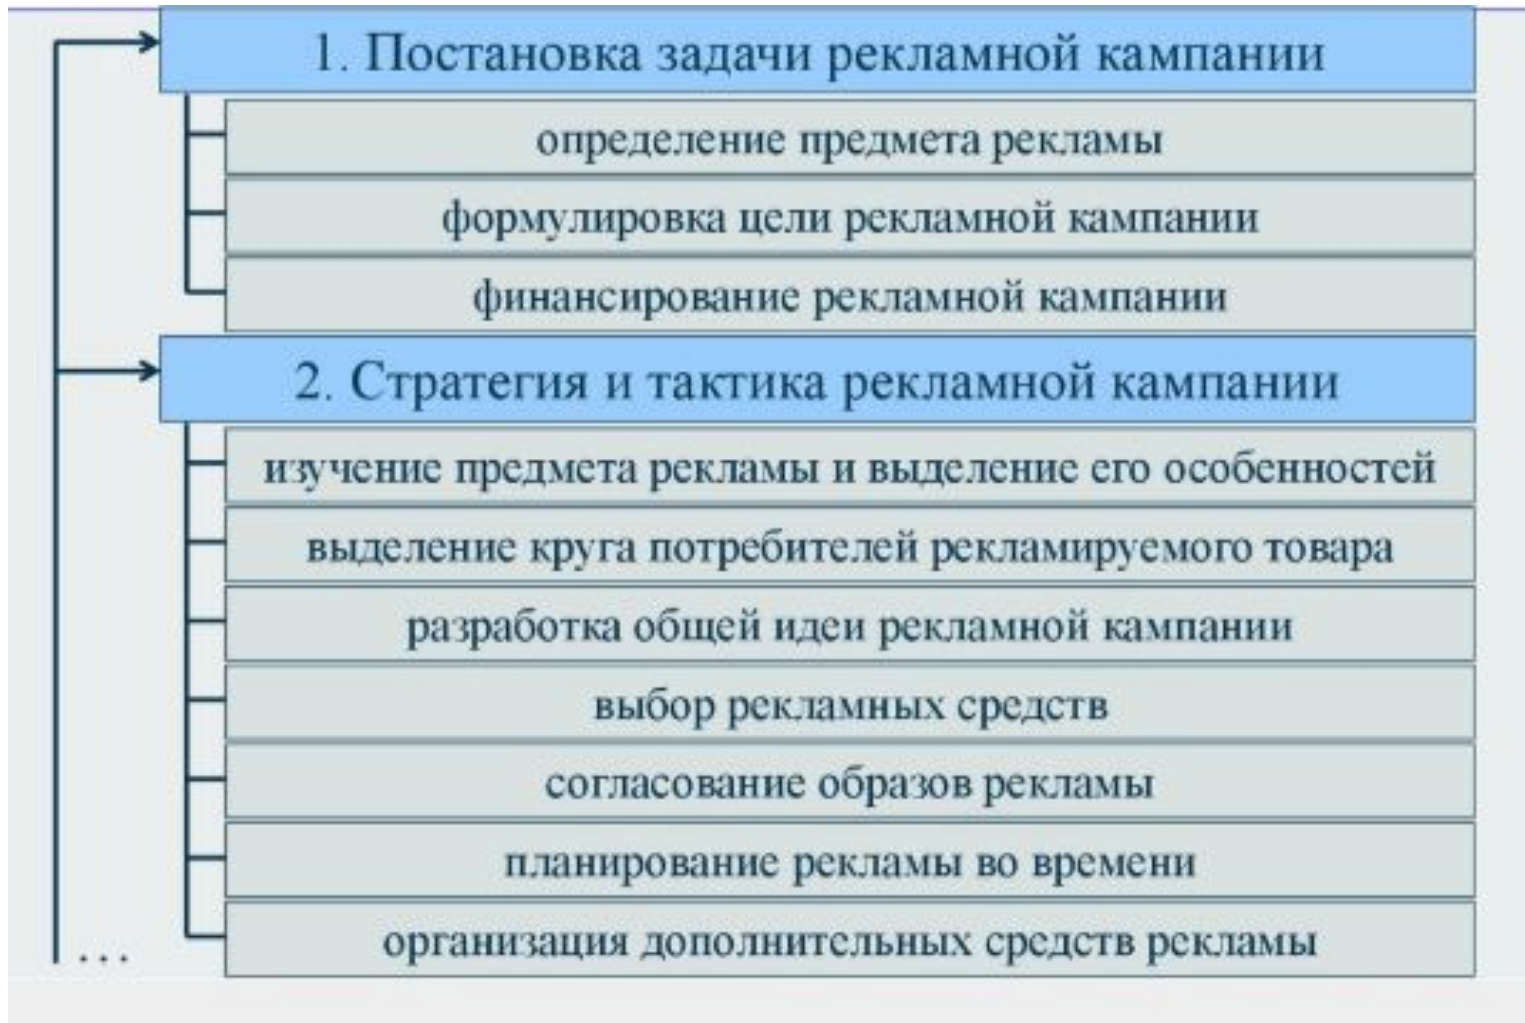 1. Постановка задачи рекламной кампании
определение предмета рекламы
формулировка цели рекламной кампании
финансирование рекламной кампании
2. Стратегия и тактика рекламной кампании
изучение предмета рекламы и выделение его особенностей
выделение круга потребителей рекламируемого товара
разработка общей идеи рекламной кампании
выбор рекламных средств
согласование образов рекламы
планирование рекламы во времени
организация дополнительных средств рекламы
...